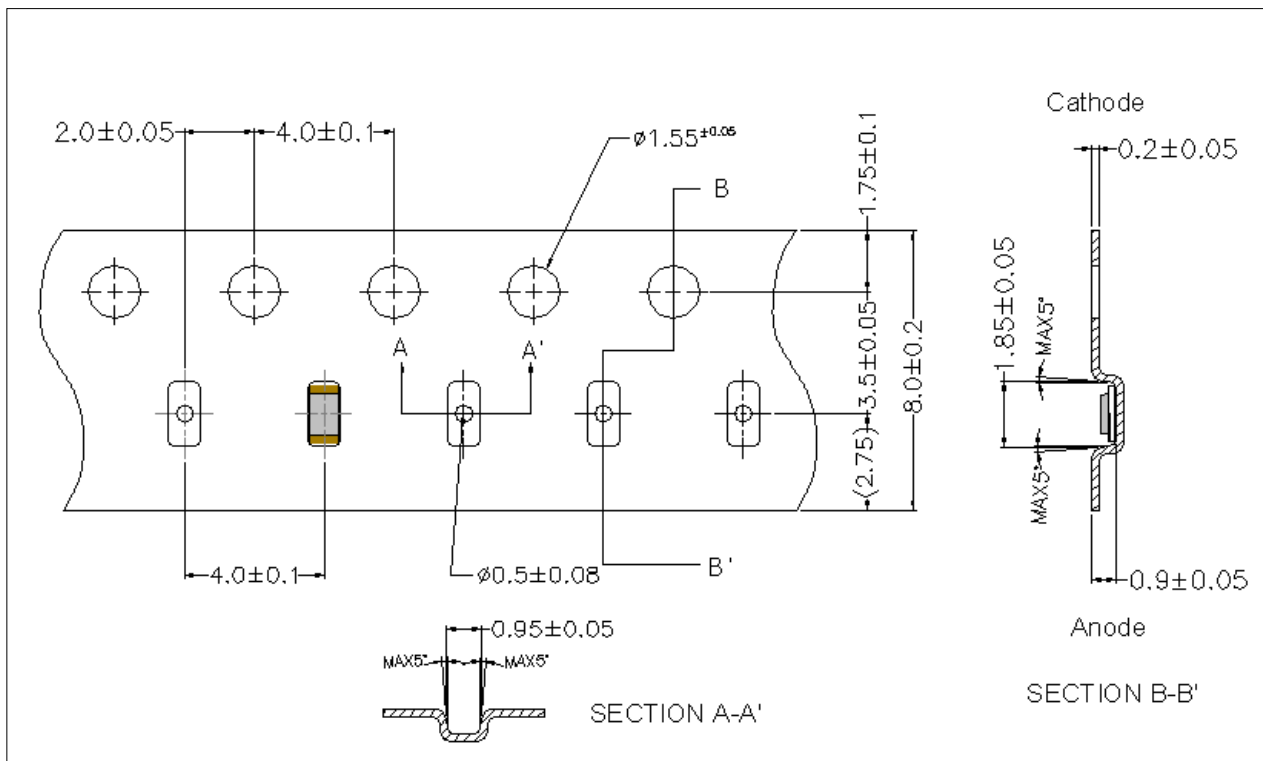 Cathode
2.0±0.05
4.0±0.1
ø1.55±0.05
1.75±0.1
0.2±0.05
B
A
A'
3.5±0.05
8.0±0.2
1.85±0.05
MAX5°
MAX5°
(2.75)
4.0±0.1
ø0.5±0.08
B'
0.9±0.05
0.95±0.05
Anode
MAX5°
MAX5°
SECTION A-A'
SECTION B-B'